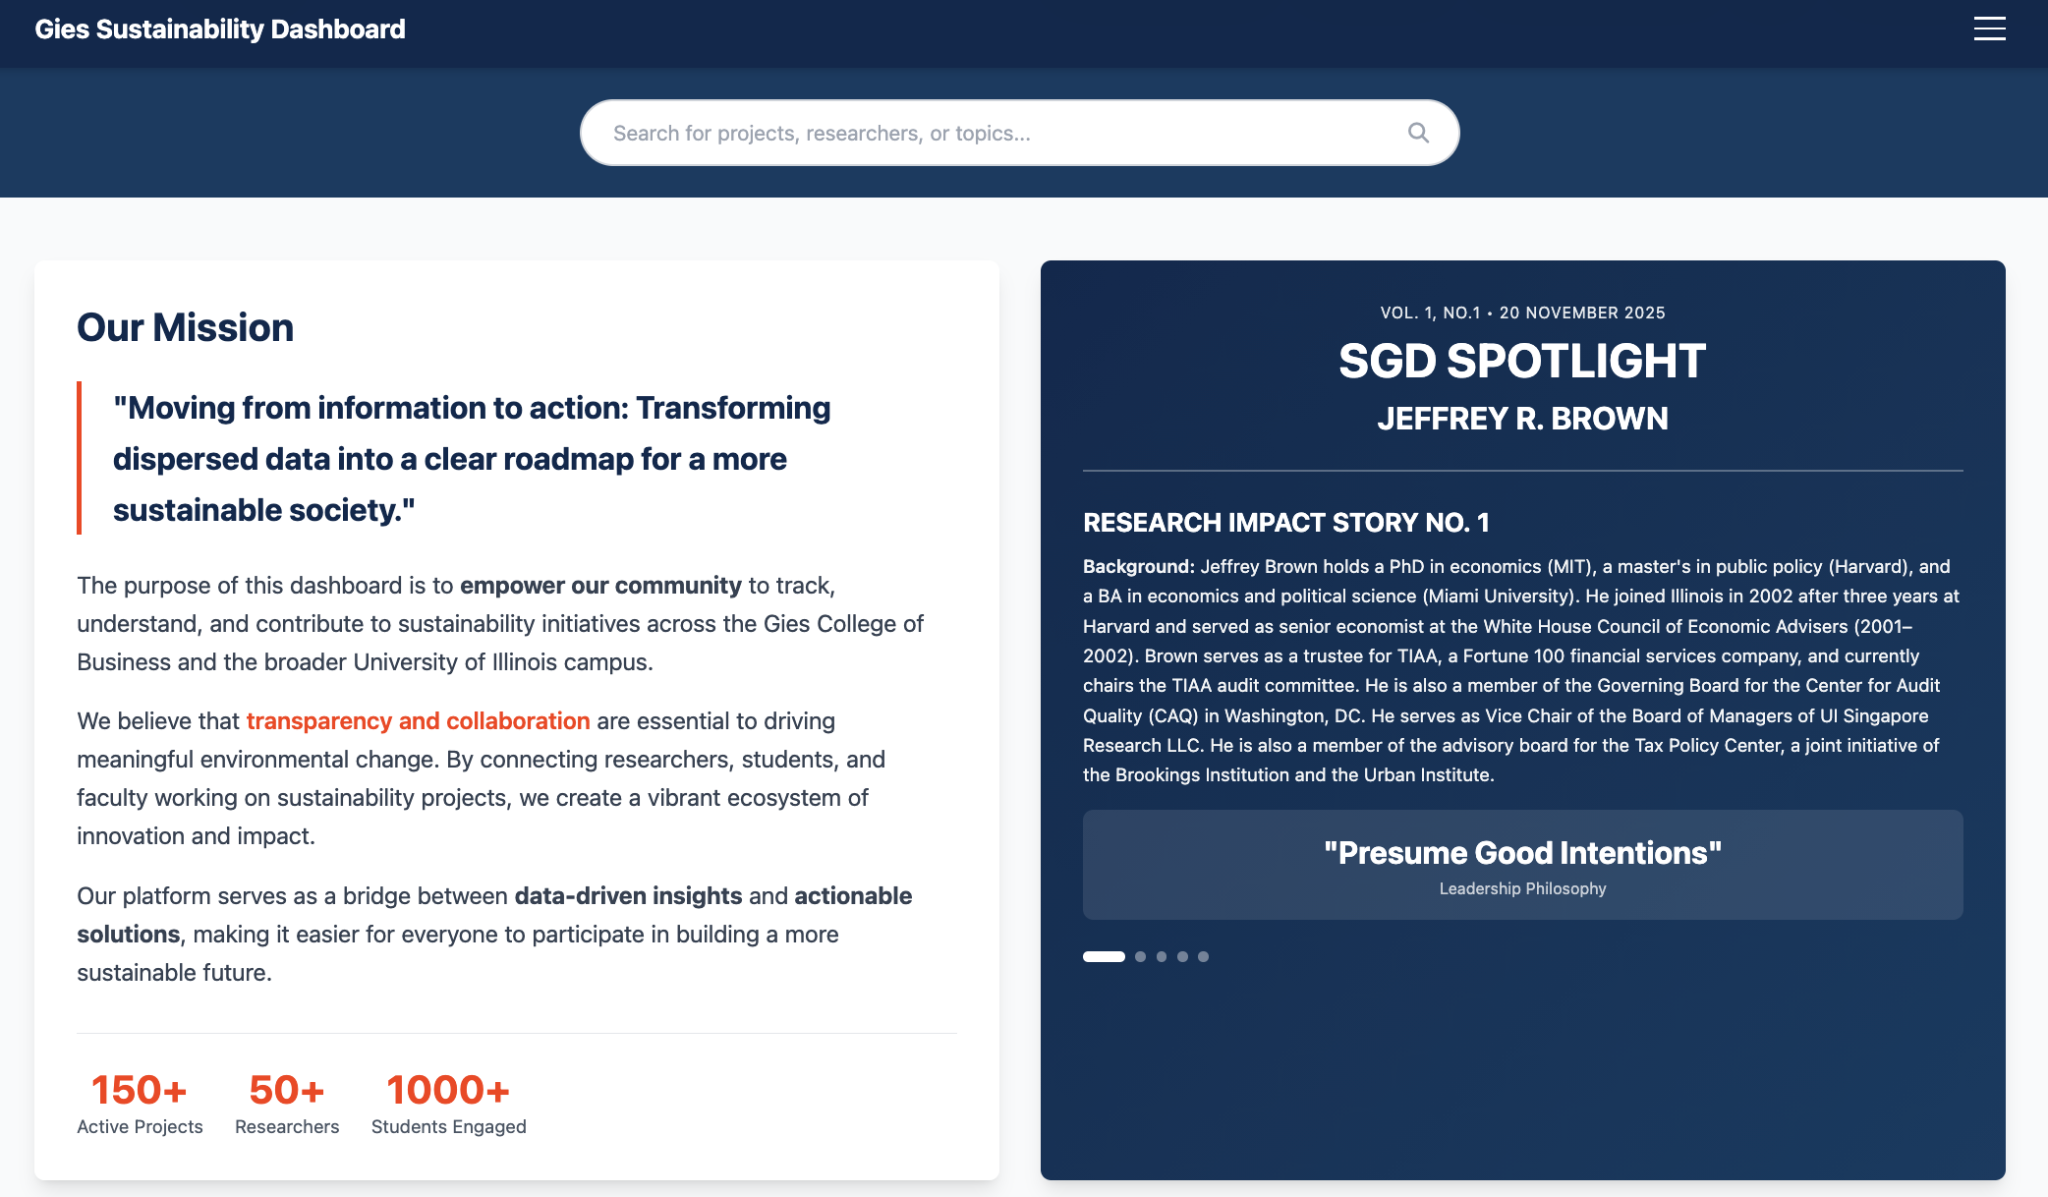 Gies Sustainability Dashboard
Search for projects, researchers, or topics...
Our Mission
"Moving from information to action: Transforming
dispersed data into a clear roadmap for a more
sustainable society."
The purpose of this dashboard is to empower our community to track,
understand, and contribute to sustainability initiatives across the Gies College of
Business and the broader University of Illinois campus.
We believe that transparency and collaboration are essential to driving
meaningful environmental change. By connecting researchers, students, and
faculty working on sustainability projects, we create a vibrant ecosystem of
innovation and impact.
Our platform serves as a bridge between data-driven insights and actionable
solutions, making it easier for everyone to participate in building a more
sustainable future.
150+
Active Projects
50+
Researchers
1000+
Students Engaged
VOL. 1, NO.1 • 20 NOVEMBER 2025
SGD SPOTLIGHT
JEFFREY R. BROWN
RESEARCH IMPACT STORY NO. 1
Background: Jeffrey Brown holds a PhD in economics (MIT), a master's in public policy (Harvard), and
a BA in economics and political science (Miami University). He joined Illinois in 2002 after three years at
Harvard and served as senior economist at the White House Council of Economic Advisers (2001–
2002). Brown serves as a trustee for TIAA, a Fortune 100 financial services company, and currently
chairs the TIAA audit committee. He is also a member of the Governing Board for the Center for Audit
Quality (CAQ) in Washington, DC. He serves as Vice Chair of the Board of Managers of UI Singapore
Research LLC. He is also a member of the advisory board for the Tax Policy Center, a joint initiative of
the Brookings Institution and the Urban Institute.
"Presume Good Intentions"
Leadership Philosophy